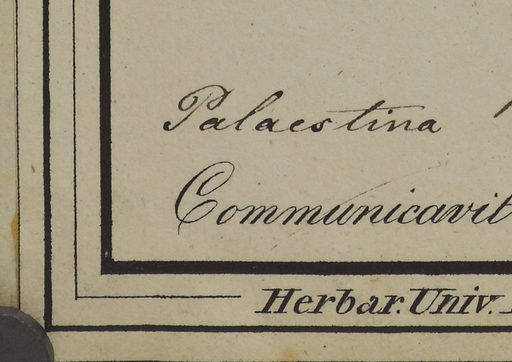 Palaestina
Communicavit
Herbar. Univ.